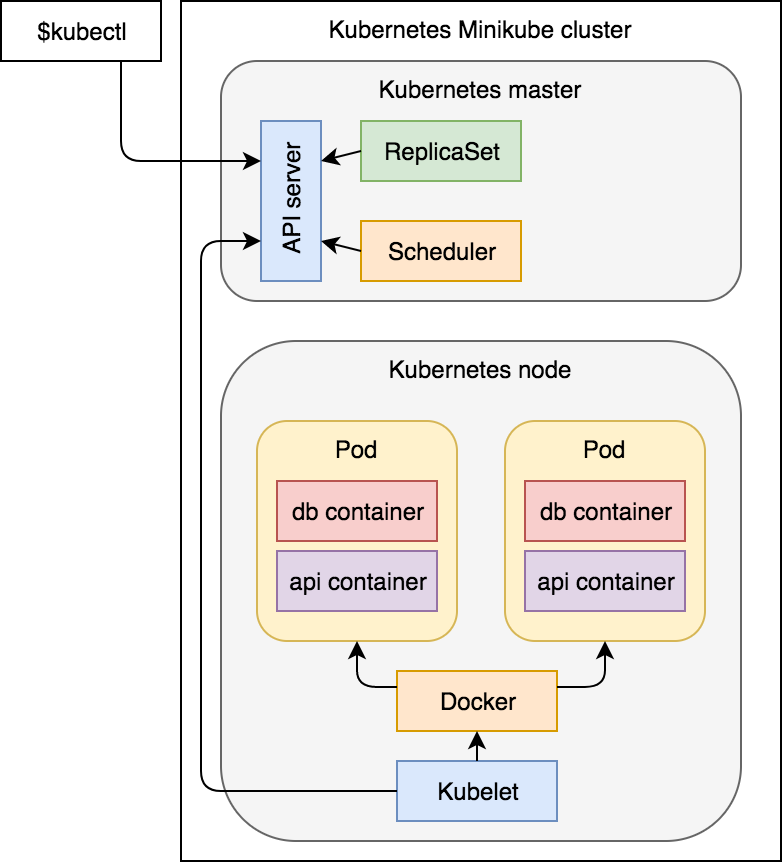 $kubectl
Kubernetes Minikube cluster
Kubernetes master
API server
ReplicaSet
Scheduler
Kubernetes node
Pod
db container
api container
Pod
db container
api container
Docker
Kubelet